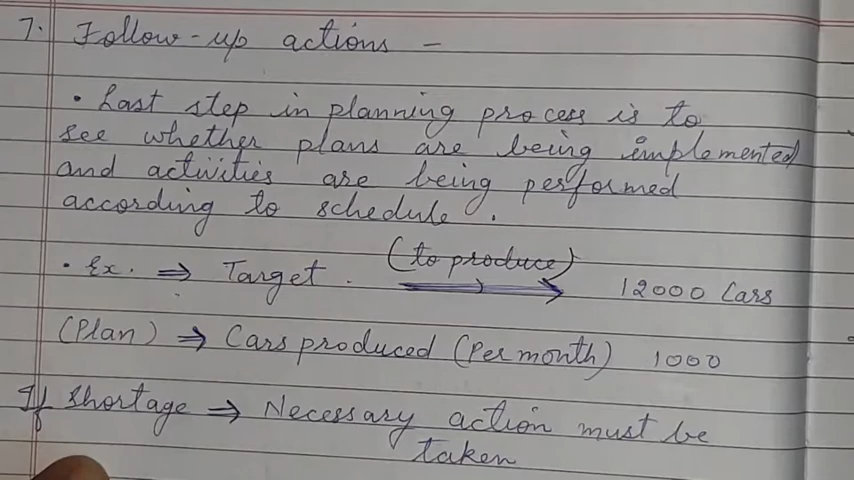 7. Follow-up actions -
• Last step in planning process is to
see whether plans are being implemented
and activities are being performed
according to schedule.
• Ex. ⇒ Target. (to produce) → 12000 Cars
(Plan) ⇒ Cars produced (Per month) 1000
If Shortage ⇒ Necessary action must be
taken